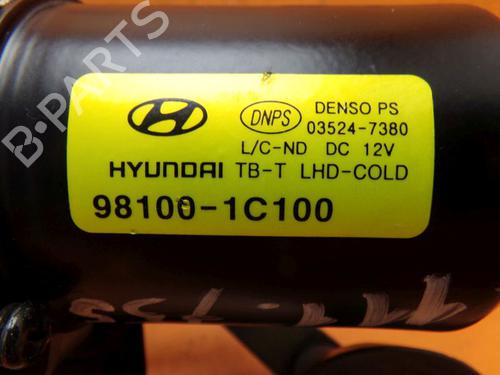 B-PARTS
DNPS
DENSO PS
03524-7380
L/C-ND DC 12V
HYUNDAI TB-T LHD-COLD
98100-1C100